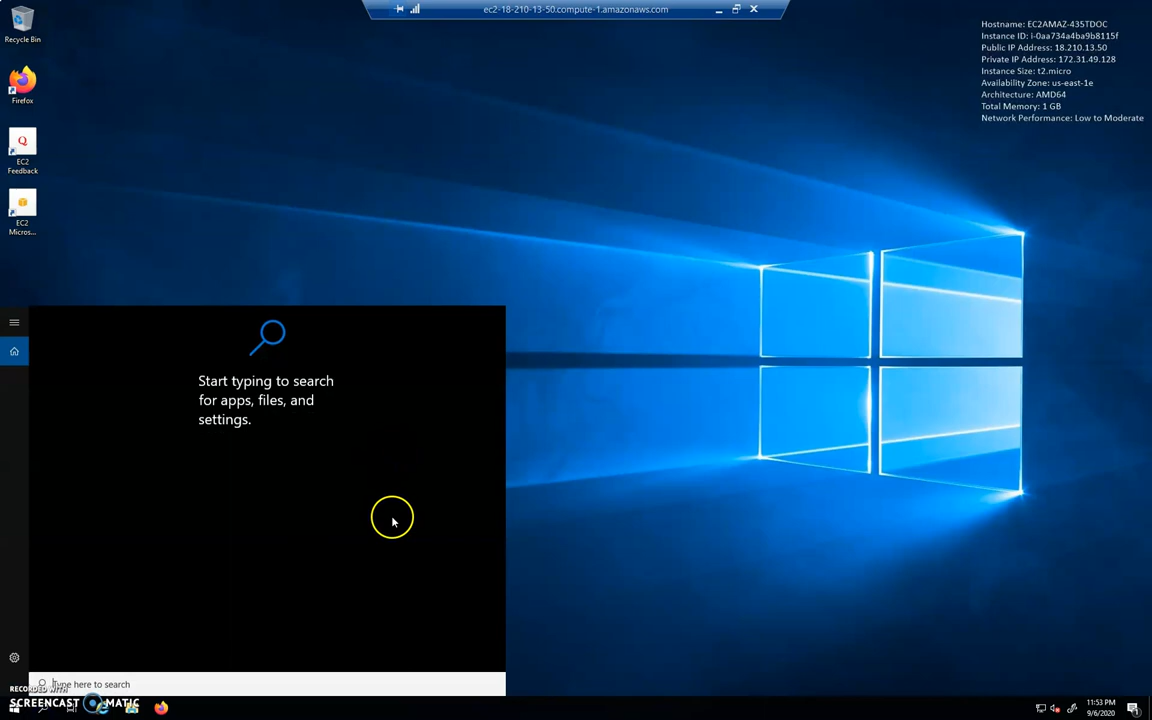 ec2-18-210-13-50.compute-1.amazonaws.com
Recycle Bin
Firefox
EC2
Feedback
EC2
Micros...
Hostname: EC2AMAZ-435TDOC
Instance ID: i-0aa734a4ba9b8115f
Public IP Address: 18.210.13.50
Private IP Address: 172.31.49.128
Instance Size: t2.micro
Availability Zone: us-east-1e
Architecture: AMD64
Total Memory: 1 GB
Network Performance: Low to Moderate
Start typing to search
for apps, files, and
settings.
Type here to search
RECORDED WITH
SCREENCAST MATIC
11:53 PM
9/6/2020